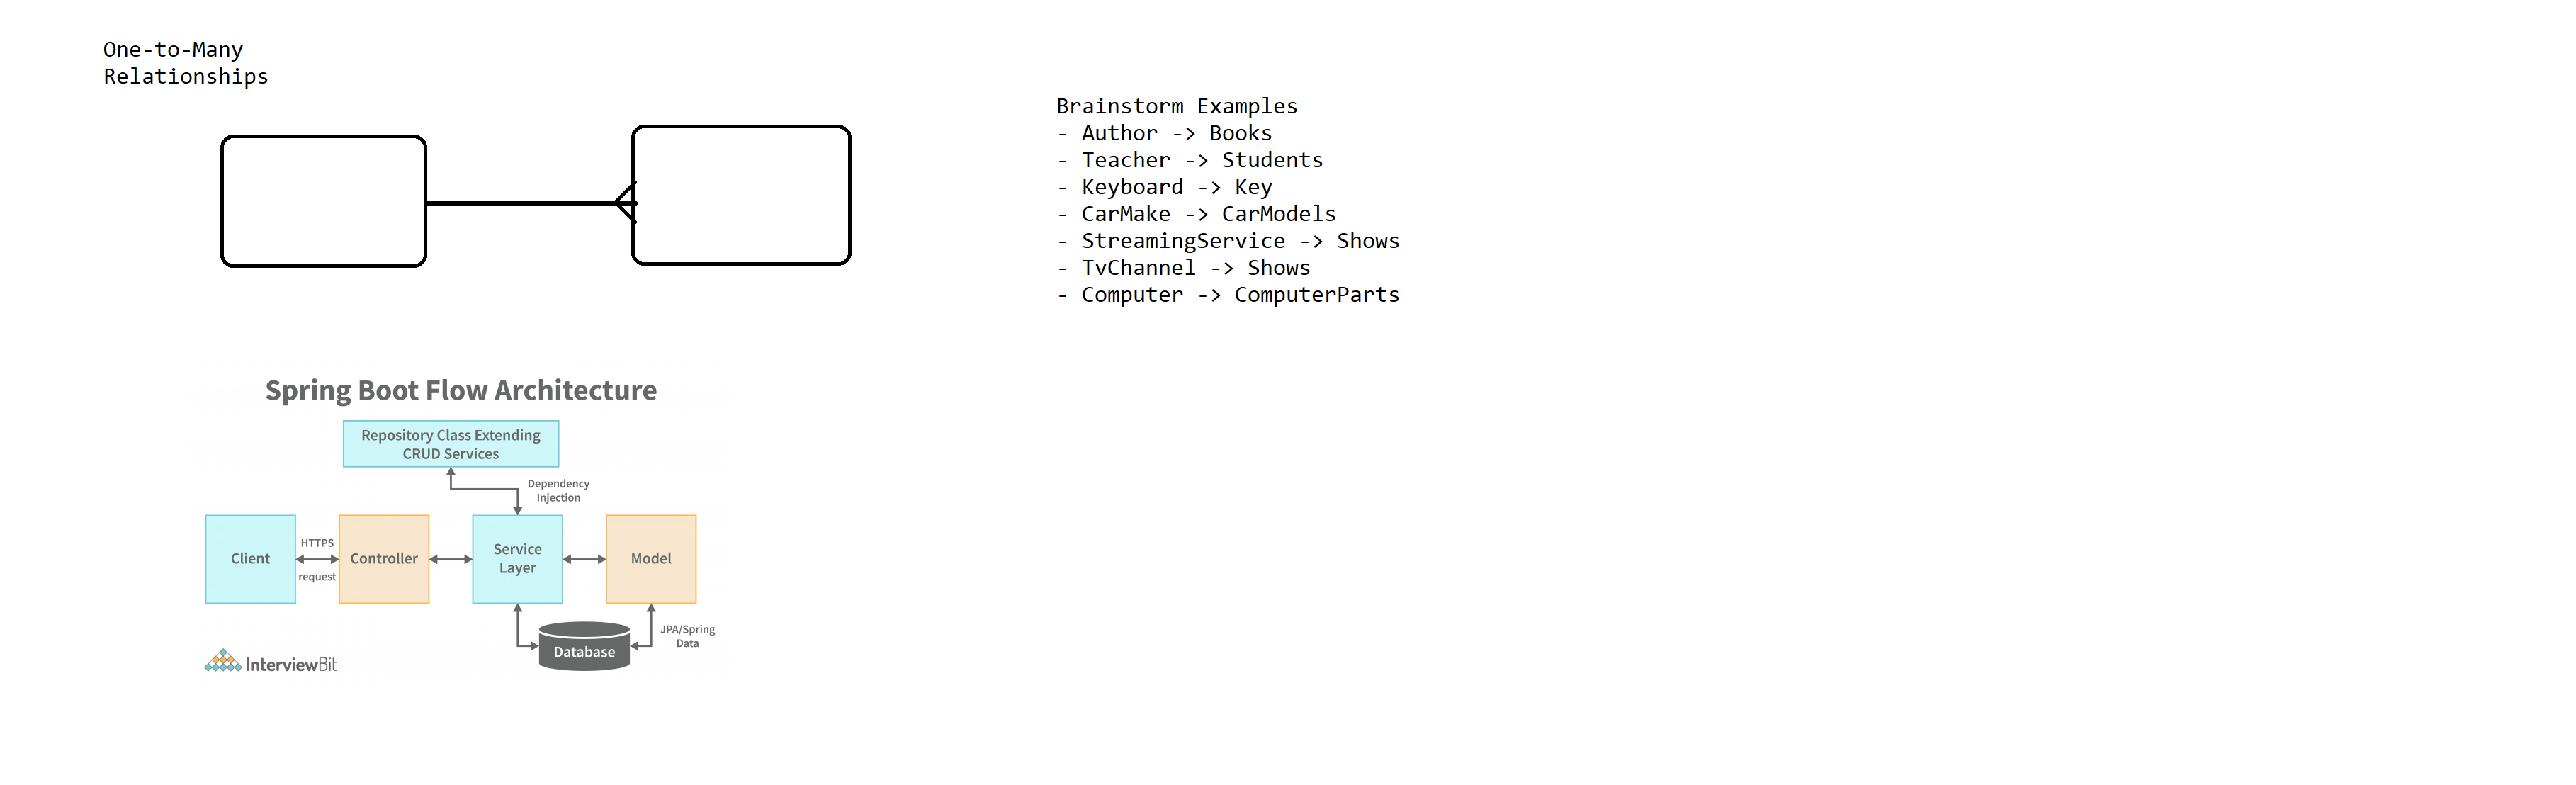 One-to-Many
Relationships
Brainstorm Examples
- Author -> Books
- Teacher -> Students
- Keyboard -> Key
- CarMake -> CarModels
- StreamingService -> Shows
- TvChannel -> Shows
- Computer -> ComputerParts
Spring Boot Flow Architecture
Repository Class Extending
CRUD Services
Dependency
Injection
Client
HTTPS
request
Controller
Service
Layer
Model
Database
JPA/Spring
Data
InterviewBit